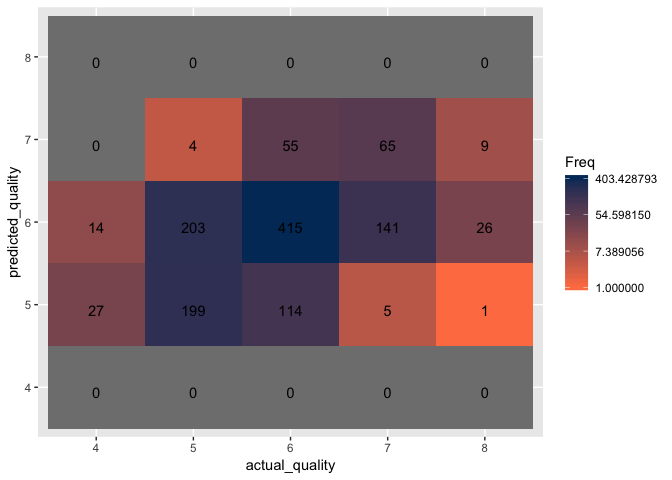 8 0 0 0 0 0
7 0 4 55 65 9
6 14 203 415 141 26
5 27 199 114 5 1
4 0 0 0 0 0
4 5 6 7 8
actual_quality
predicted_quality
Freq
403.428793
54.598150
7.389056
1.000000